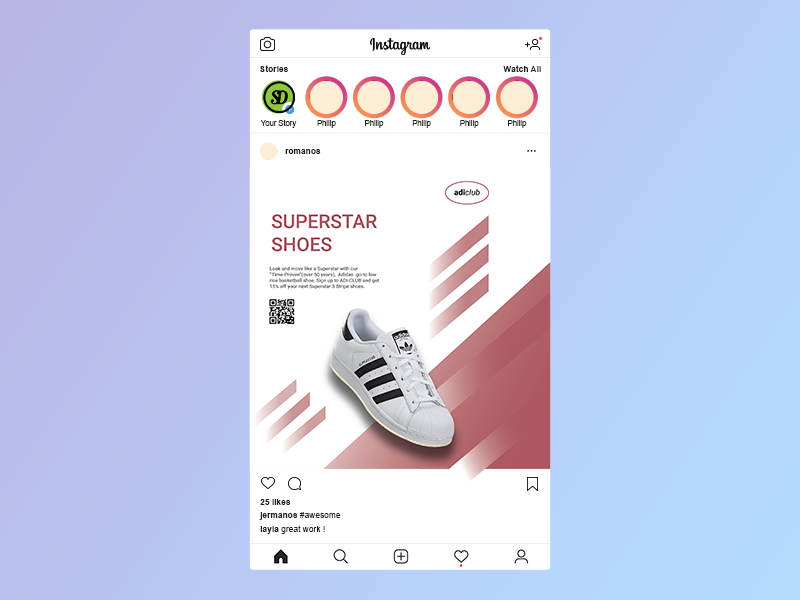 Instagram
Stories
Watch All
SD
Your Story
Philip
Philip
Philip
Philip
Philip
romanos
adiclub
SUPERSTAR
SHOES
Look and move like a Superstar with our
"Time-Proven"(over 50 years), Adidas go to low
rise basketball shoe. Sign up to ADI-CLUB and get
15% off your next Superstar 3 Stripe shoes.
SUPERSTAR
adidas
25 likes
jermanos #awesome
layla great work !